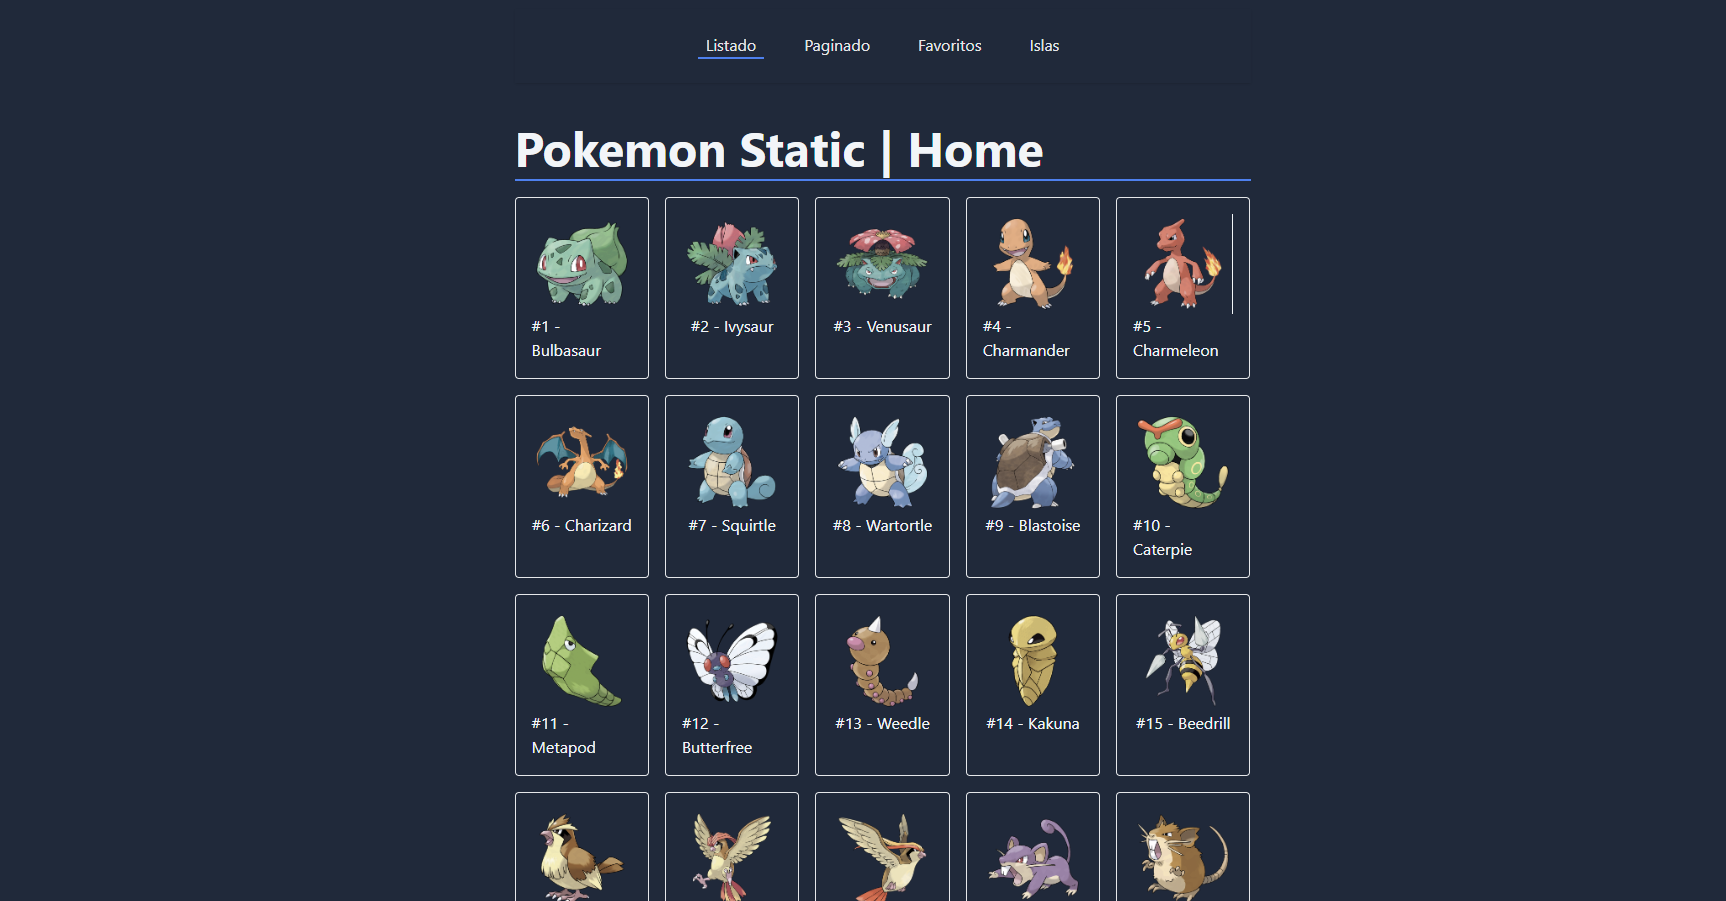 Listado Paginado Favoritos Islas
Pokemon Static | Home
#1 -
Bulbasaur
#2 - Ivysaur
#3 - Venusaur
#4 -
Charmander
#5 -
Charmeleon
#6 - Charizard
#7 - Squirtle
#8 - Wartortle
#9 - Blastoise
#10 -
Caterpie
#11 -
Metapod
#12 -
Butterfree
#13 - Weedle
#14 - Kakuna
#15 - Beedrill